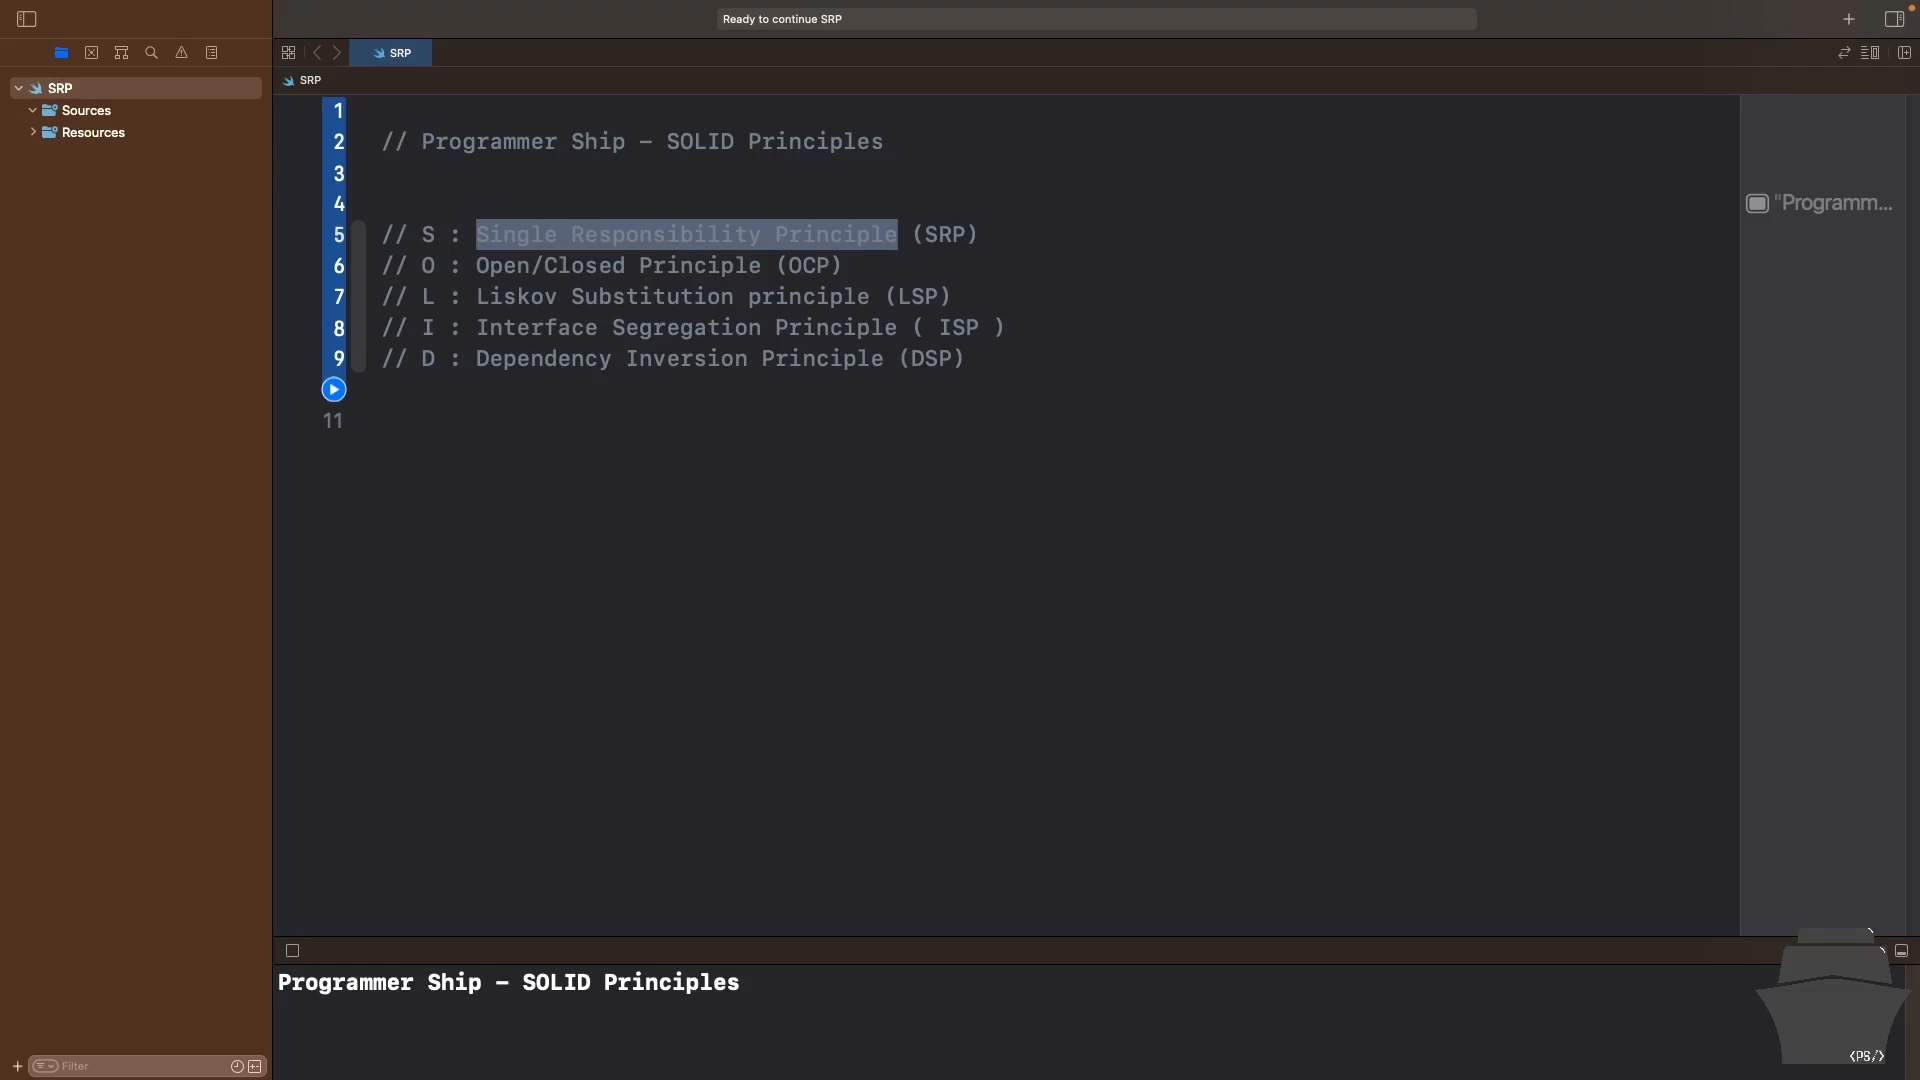 Ready to continue SRP
SRP
SRP
SRP
Sources
Resources
1
2 // Programmer Ship – SOLID Principles
3
4
"Programm...
5 // S : Single Responsibility Principle (SRP)
6 // O : Open/Closed Principle (OCP)
7 // L : Liskov Substitution principle (LSP)
8 // I : Interface Segregation Principle ( ISP )
9 // D : Dependency Inversion Principle (DSP)
11
Programmer Ship – SOLID Principles
<PS/>
Filter